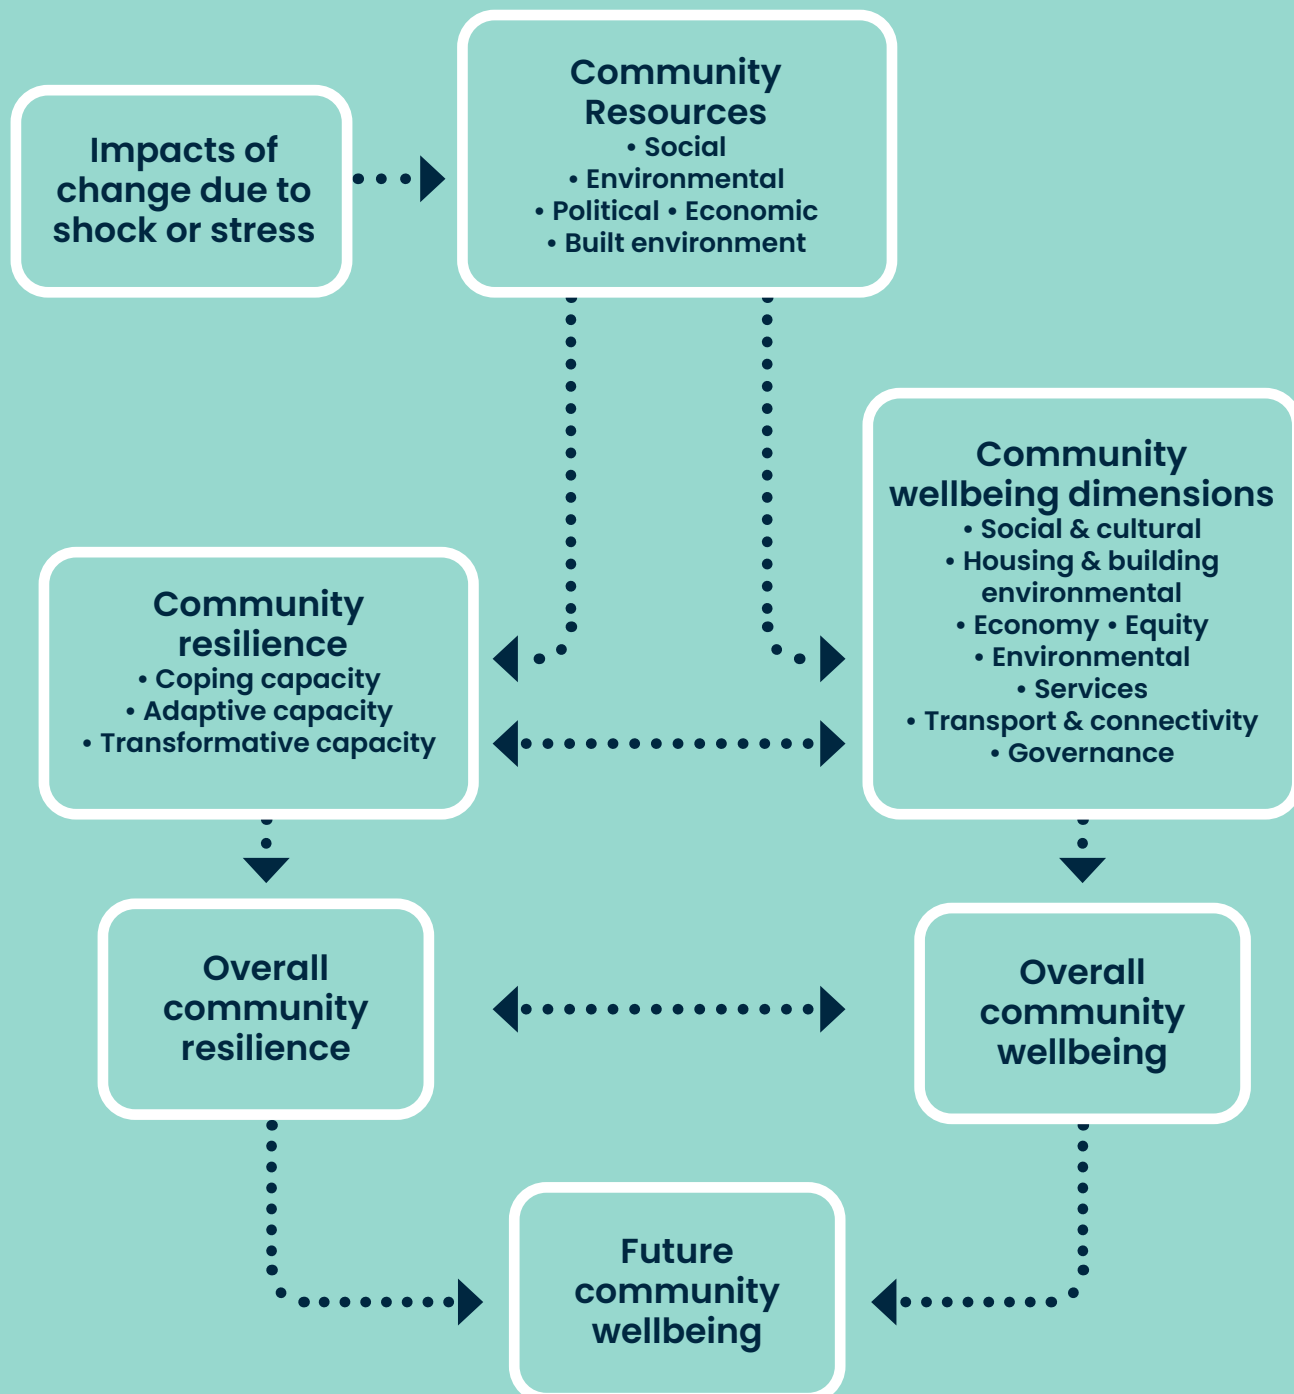 Impacts of
change due to
shock or stress
Community
Resources
• Social
• Environmental
• Political • Economic
• Built environment
Community
wellbeing dimensions
• Social & cultural
• Housing & building
environmental
• Economy • Equity
• Environmental
• Services
• Transport & connectivity
• Governance
Community
resilience
• Coping capacity
• Adaptive capacity
• Transformative capacity
Overall
community
resilience
Overall
community
wellbeing
Future
community
wellbeing